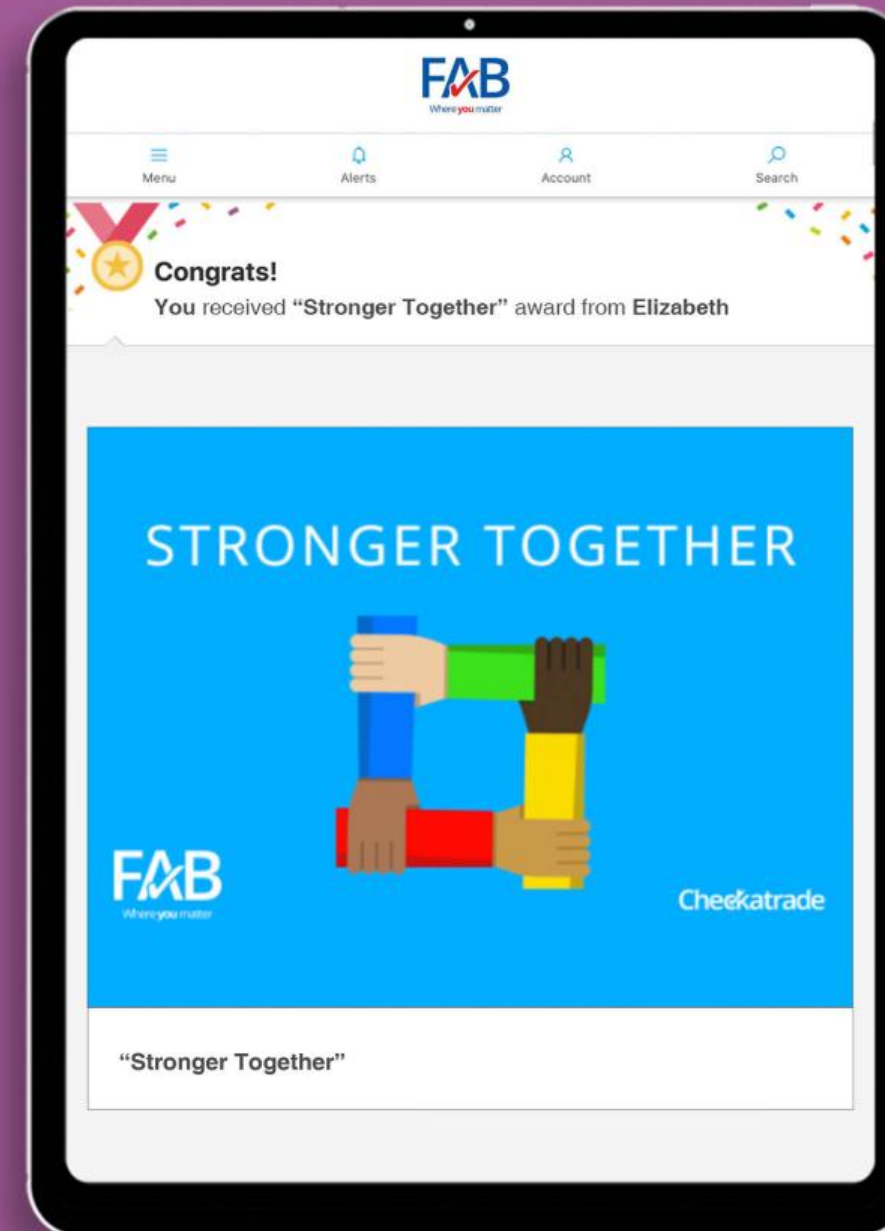 FAB
Where you matter
Menu Alerts Account Search
Congrats!
You received “Stronger Together” award from Elizabeth
STRONGER TOGETHER
FAB
Where you matter
Checkatrade
“Stronger Together”